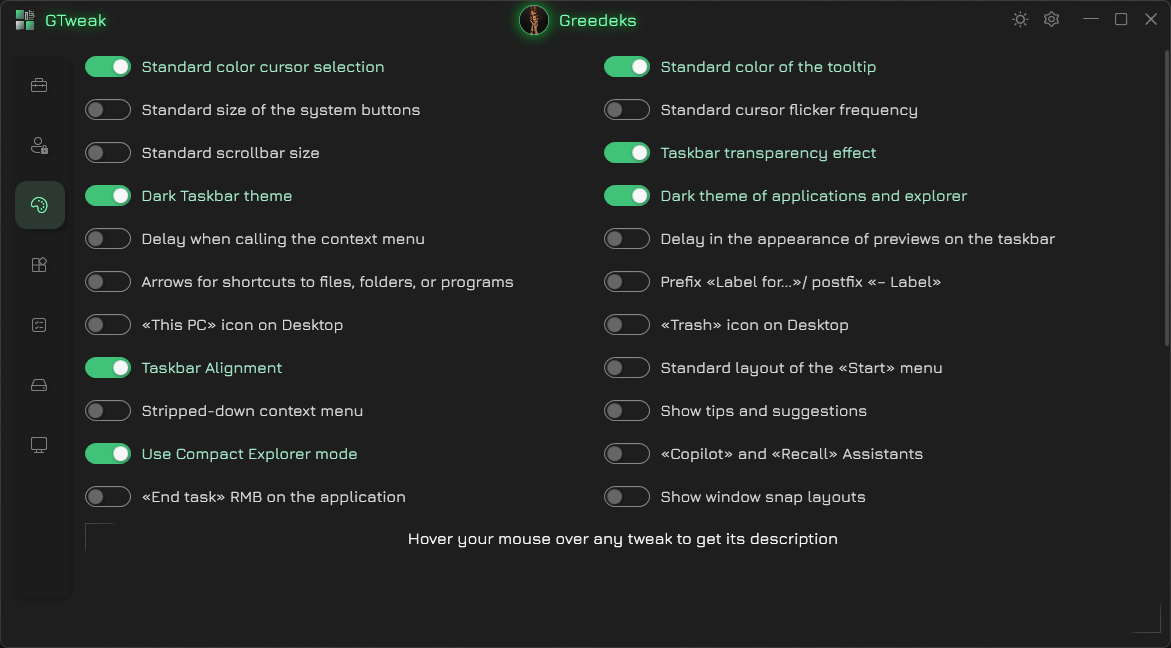 GTweak
Greedeks
Standard color cursor selection
Standard color of the tooltip
Standard size of the system buttons
Standard cursor flicker frequency
Standard scrollbar size
Taskbar transparency effect
Dark Taskbar theme
Dark theme of applications and explorer
Delay when calling the context menu
Delay in the appearance of previews on the taskbar
Arrows for shortcuts to files, folders, or programs
Prefix «Label for...»/ postfix «– Label»
«This PC» icon on Desktop
«Trash» icon on Desktop
Taskbar Alignment
Standard layout of the «Start» menu
Stripped-down context menu
Show tips and suggestions
Use Compact Explorer mode
«Copilot» and «Recall» Assistants
«End task» RMB on the application
Show window snap layouts
Hover your mouse over any tweak to get its description